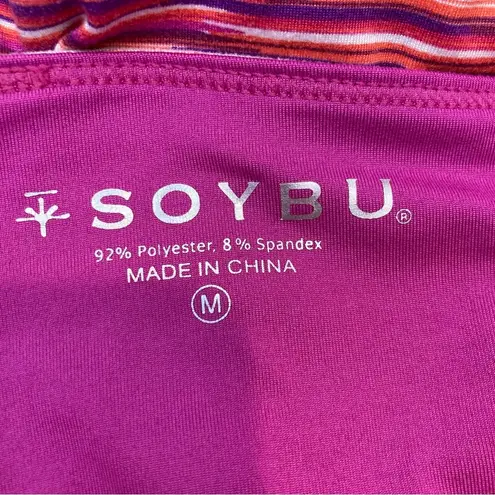 SOYBU®
92% Polyester, 8% Spandex
MADE IN CHINA
M